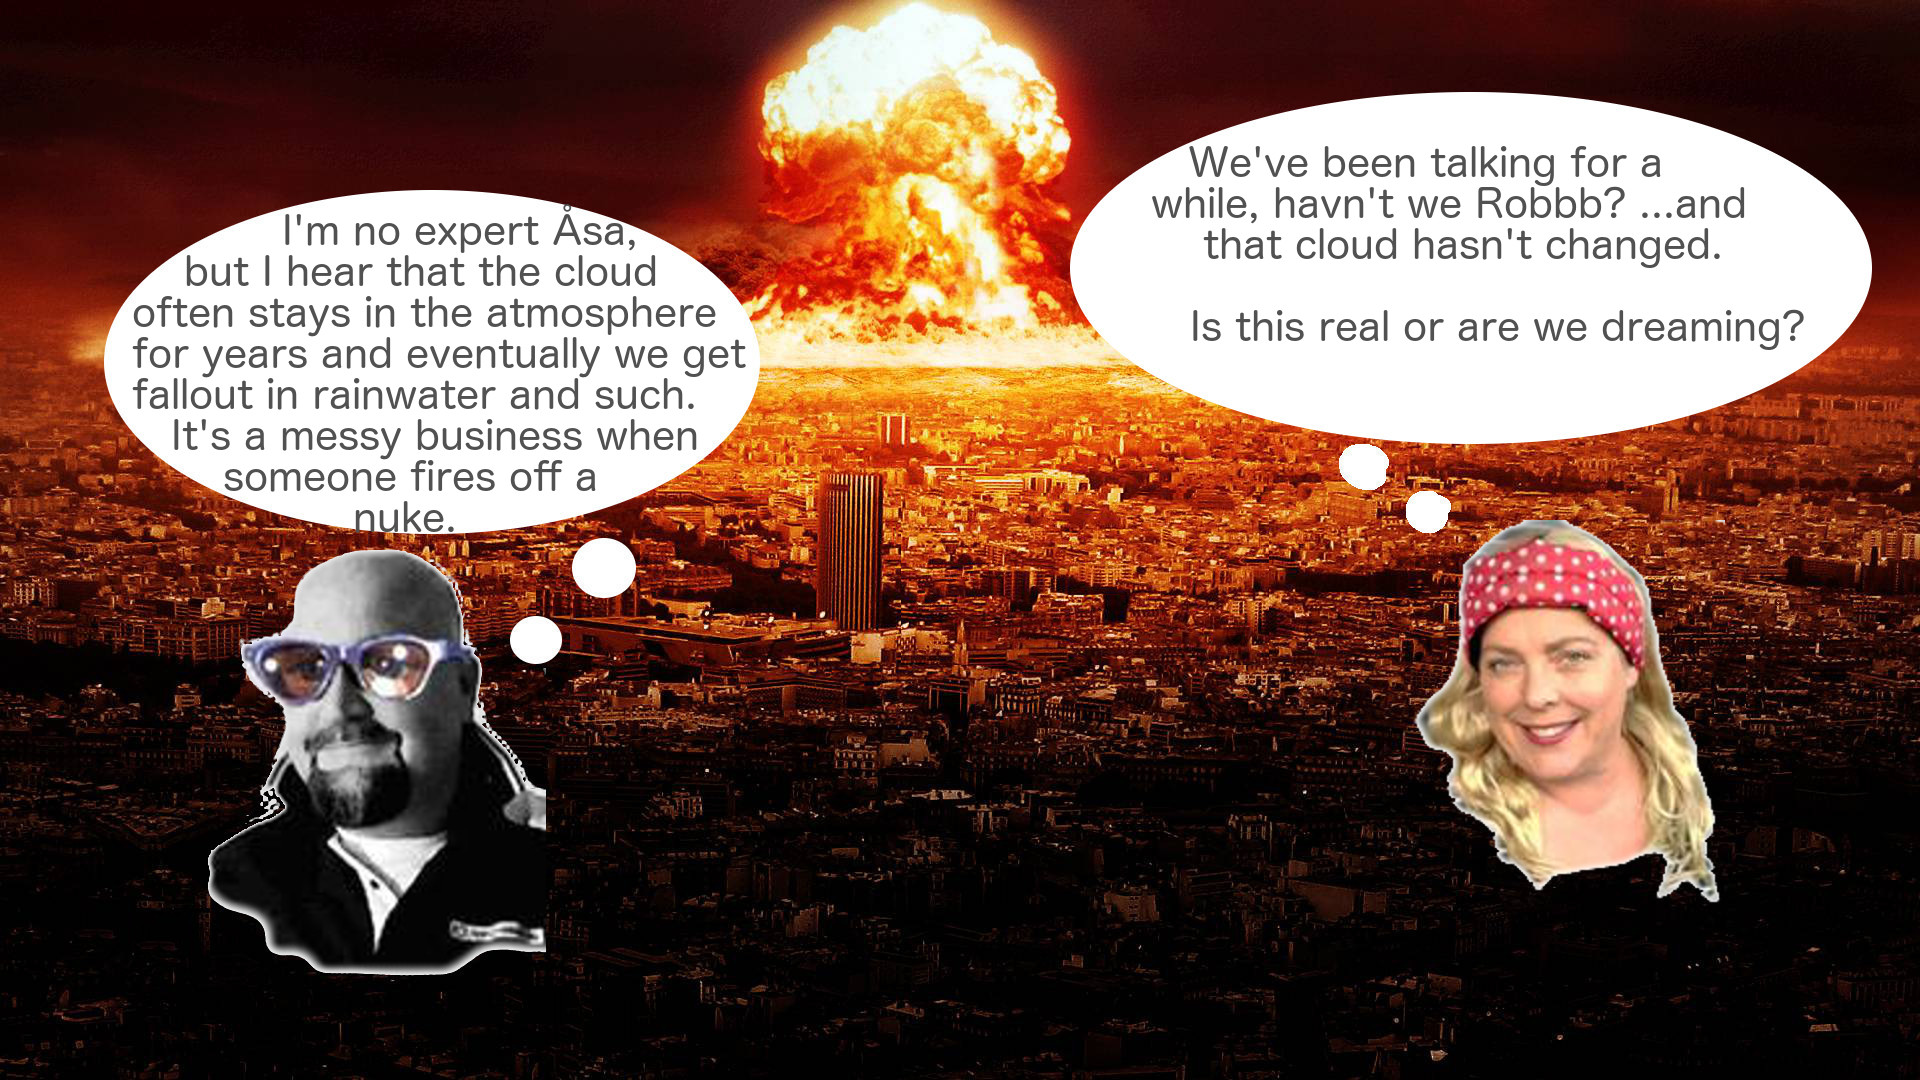 I'm no expert Åsa,
but I hear that the cloud
often stays in the atmosphere
for years and eventually we get
fallout in rainwater and such.
It's a messy business when
someone fires off a
nuke.
We've been talking for a
while, havn't we Robbb? ...and
that cloud hasn't changed.
Is this real or are we dreaming?